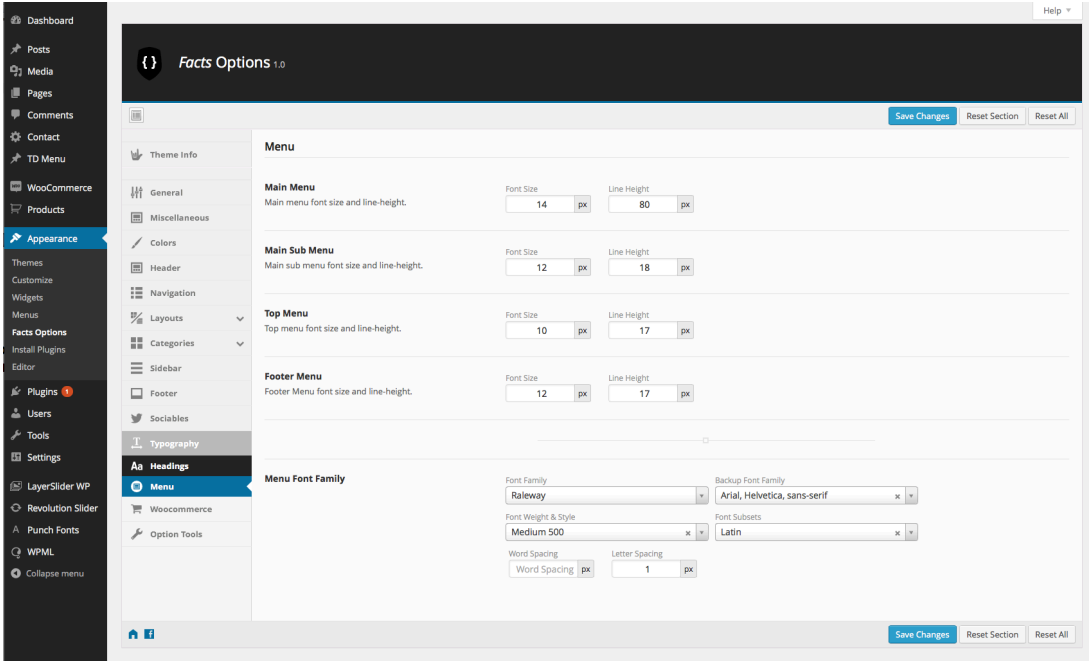 Help
Dashboard
Posts
Media
Pages
Comments
Contact
TD Menu
WooCommerce
Products
Appearance
Themes
Customize
Widgets
Menus
Facts Options
Install Plugins
Editor
Plugins 1
Users
Tools
Settings
LayerSlider WP
Revolution Slider
A Punch Fonts
WPML
Collapse menu
{ } Facts Options 1.0
Save Changes Reset Section Reset All
Theme Info
General
Miscellaneous
Colors
Header
Navigation
Layouts
Categories
Sidebar
Footer
Sociables
T Typography
Aa Headings
Menu
Woocommerce
Option Tools
Menu
Main Menu
Main menu font size and line-height.
Font Size Line Height
14 px 80 px
Main Sub Menu
Main sub menu font size and line-height.
Font Size Line Height
12 px 18 px
Top Menu
Top menu font size and line-height.
Font Size Line Height
10 px 17 px
Footer Menu
Footer Menu font size and line-height.
Font Size Line Height
12 px 17 px
Menu Font Family
Font Family Backup Font Family
Raleway Arial, Helvetica, sans-serif x
Font Weight & Style Font Subsets
Medium 500 x Latin x
Word Spacing Letter Spacing
Word Spacing px 1 px
f
Save Changes Reset Section Reset All